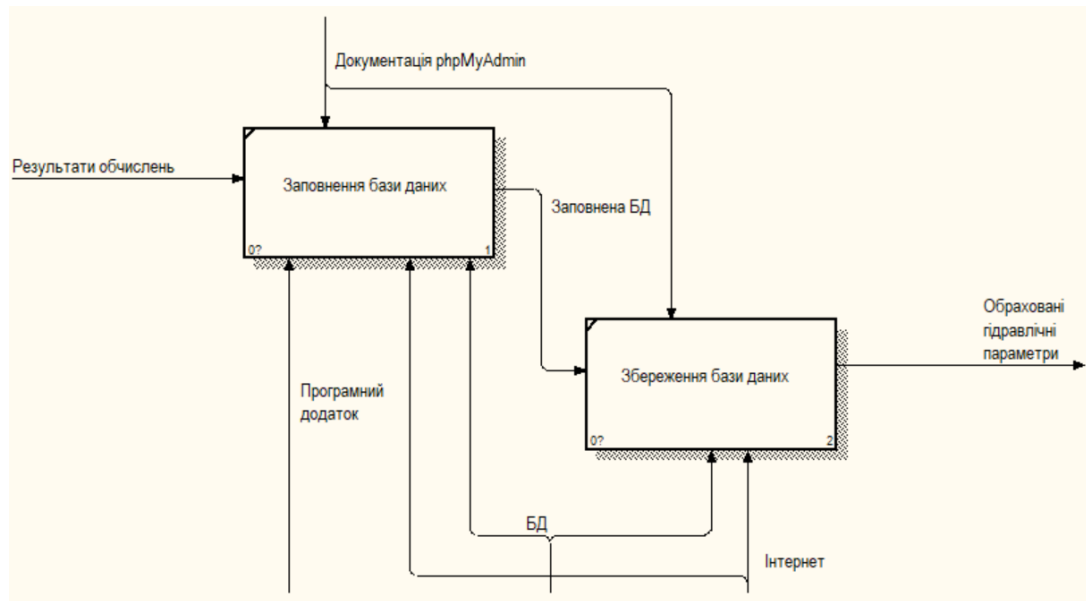 Документація phpMyAdmin
Результати обчислень
Заповнення бази даних
0?
1
Заповнена БД
Обраховані
гідравлічні
параметри
Збереження бази даних
0?
2
Програмний
додаток
БД
Інтернет